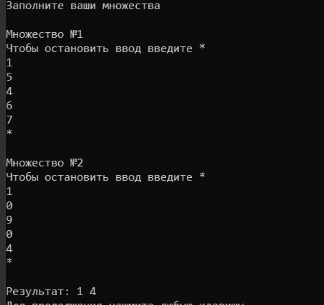 Заполните ваши множества
Множество №1
Чтобы остановить ввод введите *
1
5
4
6
7
*
Множество №2
Чтобы остановить ввод введите *
1
0
9
0
4
*
Результат: 1 4
Для продолжения нажмите любую клавишу